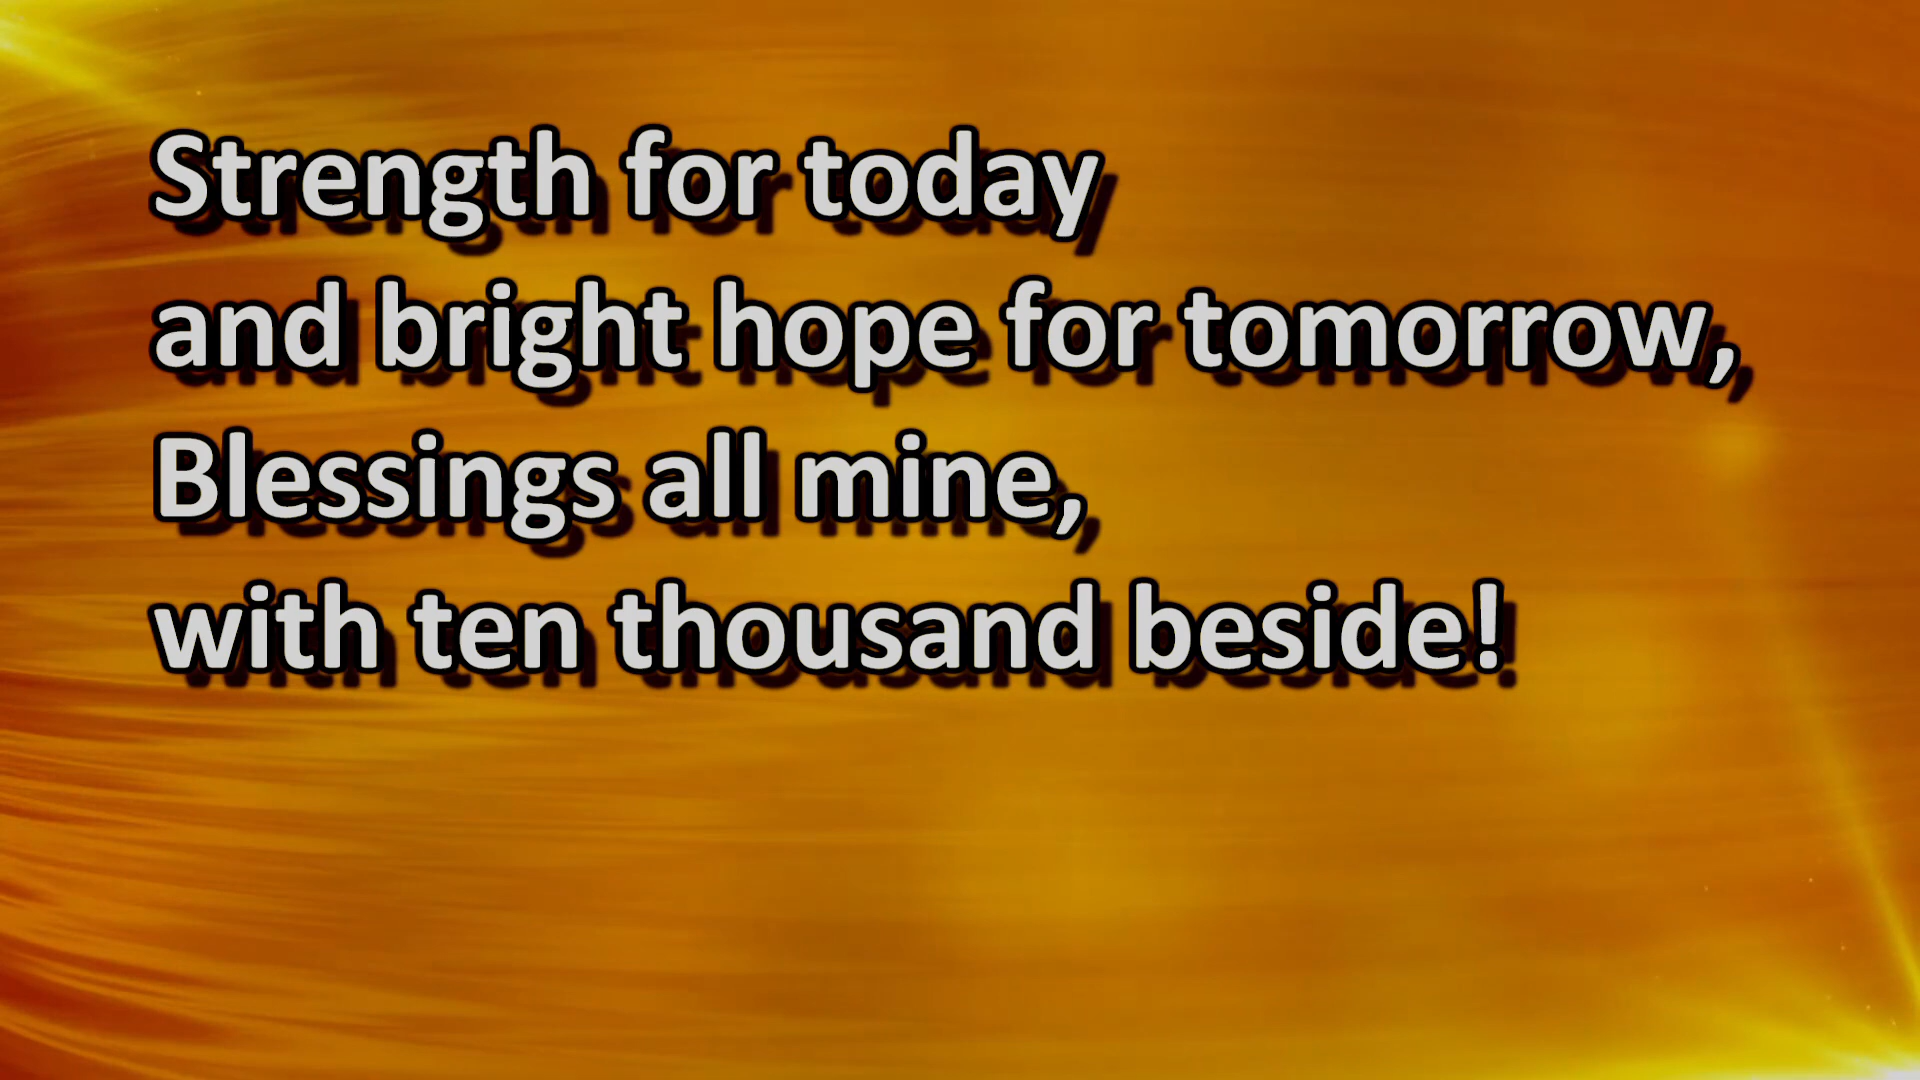 Strength for today
and bright hope for tomorrow,
Blessings all mine,
with ten thousand beside!